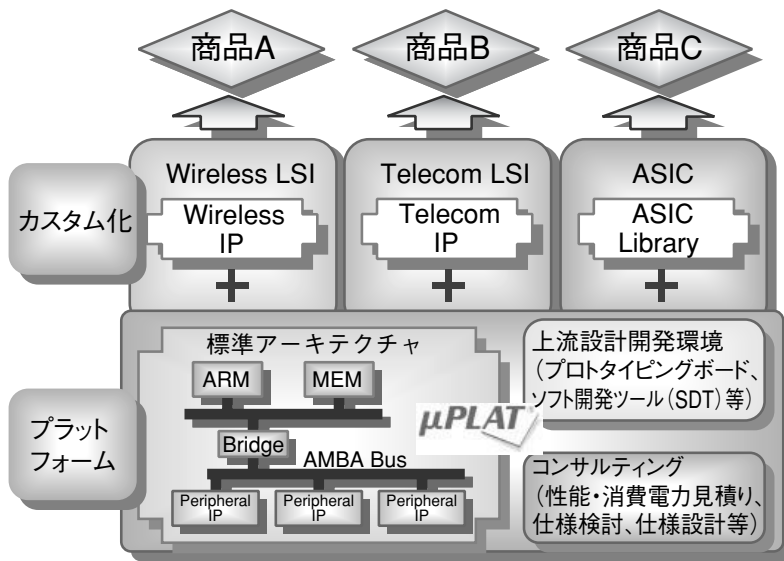 商品A
商品B
商品C
カスタム化
Wireless LSI
Wireless
IP
+
Telecom LSI
Telecom
IP
+
ASIC
ASIC
Library
+
プラット
フォーム
標準アーキテクチャ
ARM
MEM
Bridge
AMBA Bus
Peripheral
IP
Peripheral
IP
Peripheral
IP
μPLAT
上流設計開発環境
(プロトタイピングボード、
ソフト開発ツール(SDT)等)
コンサルティング
(性能・消費電力見積り、
仕様検討、仕様設計等)